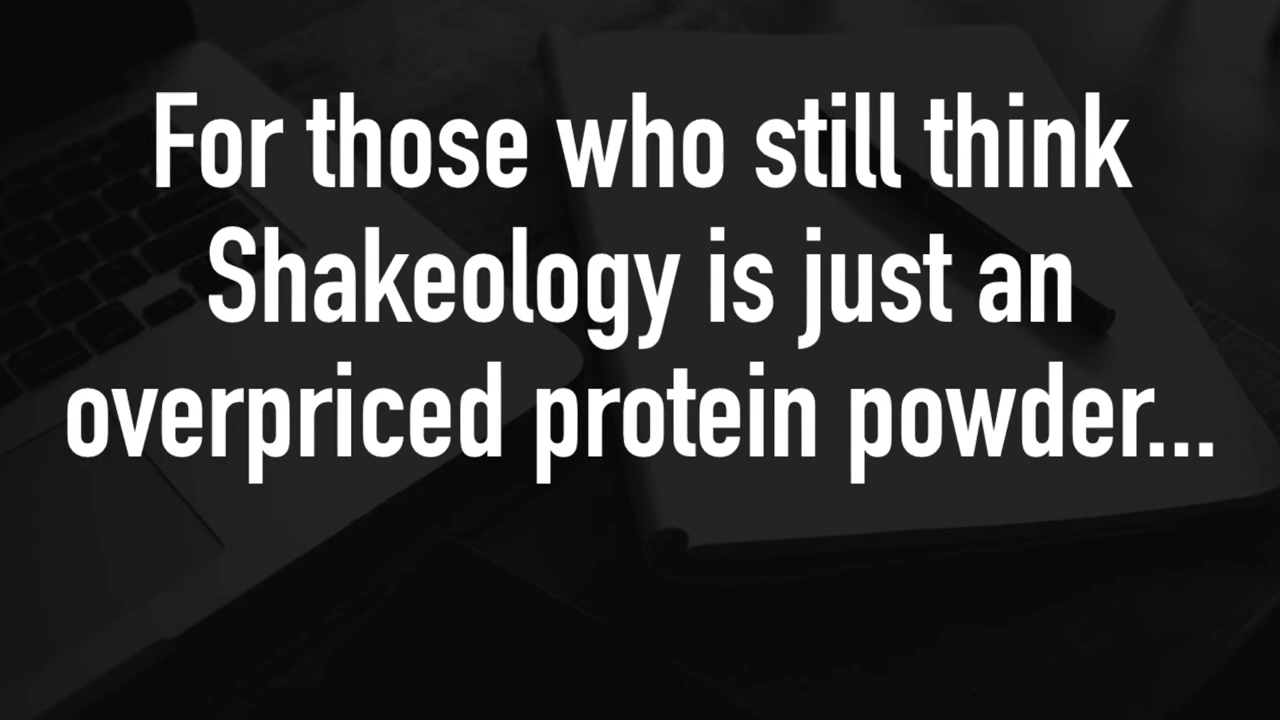 For those who still think
Shakeology is just an
overpriced protein powder...